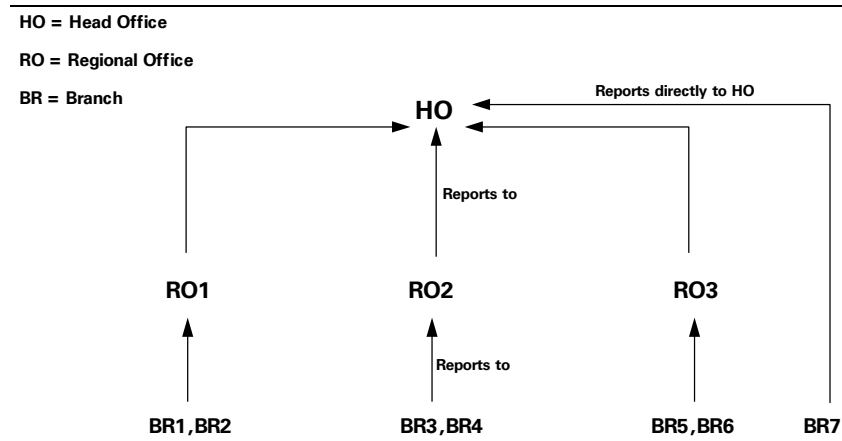 HO = Head Office
RO = Regional Office
BR = Branch
Reports directly to HO
HO
Reports to
RO1 RO2 RO3
Reports to
BR1,BR2 BR3,BR4 BR5,BR6 BR7